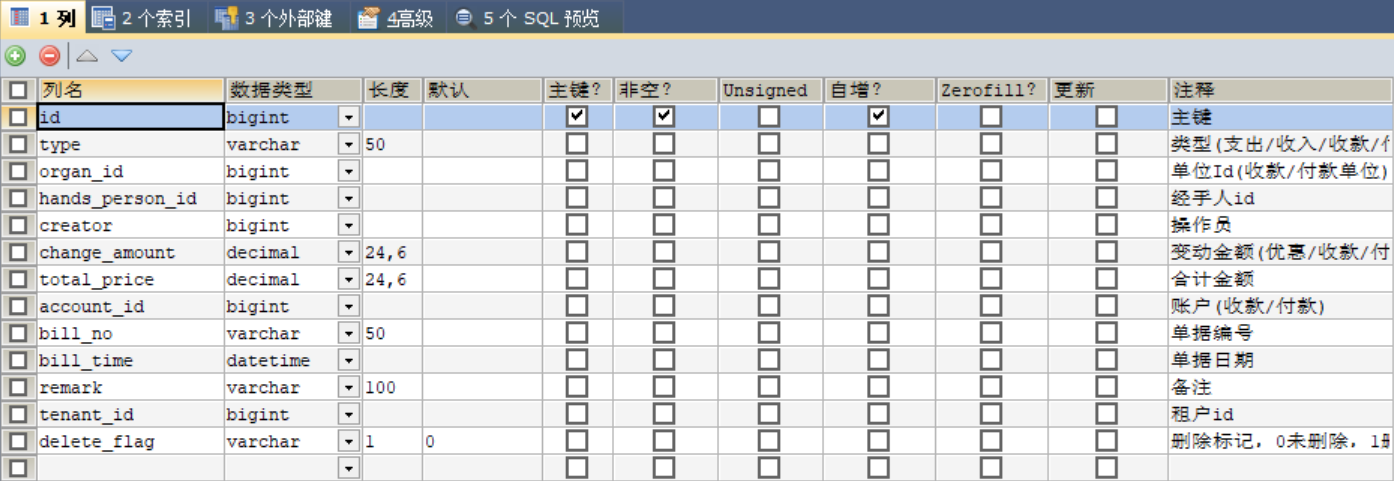 1 列 2 个索引 3 个外部键 4高级 5 个 SQL 预览
列名 数据类型 长度 默认 主键? 非空? Unsigned 自增? Zerofill? 更新 注释
id bigint 主键
type varchar 50 类型(支出/收入/收款/
organ_id bigint 单位Id(收款/付款单位)
hands_person_id bigint 经手人id
creator bigint 操作员
change_amount decimal 24,6 变动金额(优惠/收款/付
total_price decimal 24,6 合计金额
account_id bigint 账户(收款/付款)
bill_no varchar 50 单据编号
bill_time datetime 单据日期
remark varchar 100 备注
tenant_id bigint 租户id
delete_flag varchar 1 0 删除标记，0未删除，1